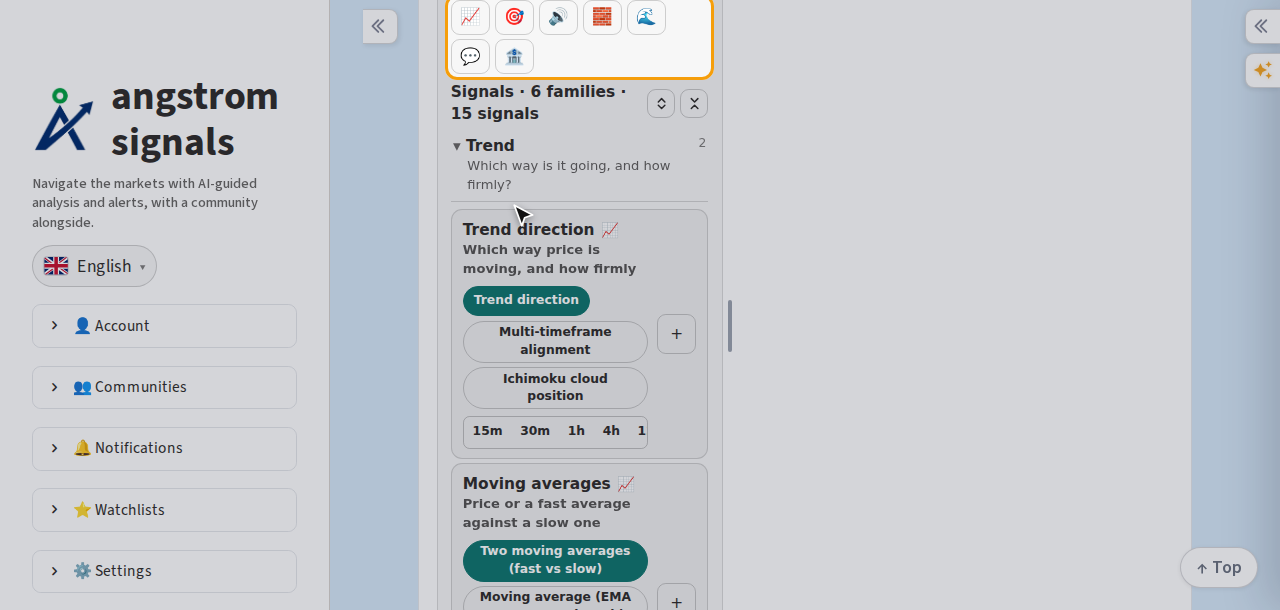 angstrom
signals
Navigate the markets with AI-guided
analysis and alerts, with a community
alongside.
English
Account
Communities
Notifications
Watchlists
Settings
Signals · 6 families ·
15 signals
Trend
2
Which way is it going, and how
firmly?
Trend direction
Which way price is
moving, and how firmly
Trend direction
Multi-timeframe
alignment
+
Ichimoku cloud
position
15m 30m 1h 4h 1
Moving averages
Price or a fast average
against a slow one
Two moving averages
(fast vs slow)
Moving average (EMA
+
↑ Top